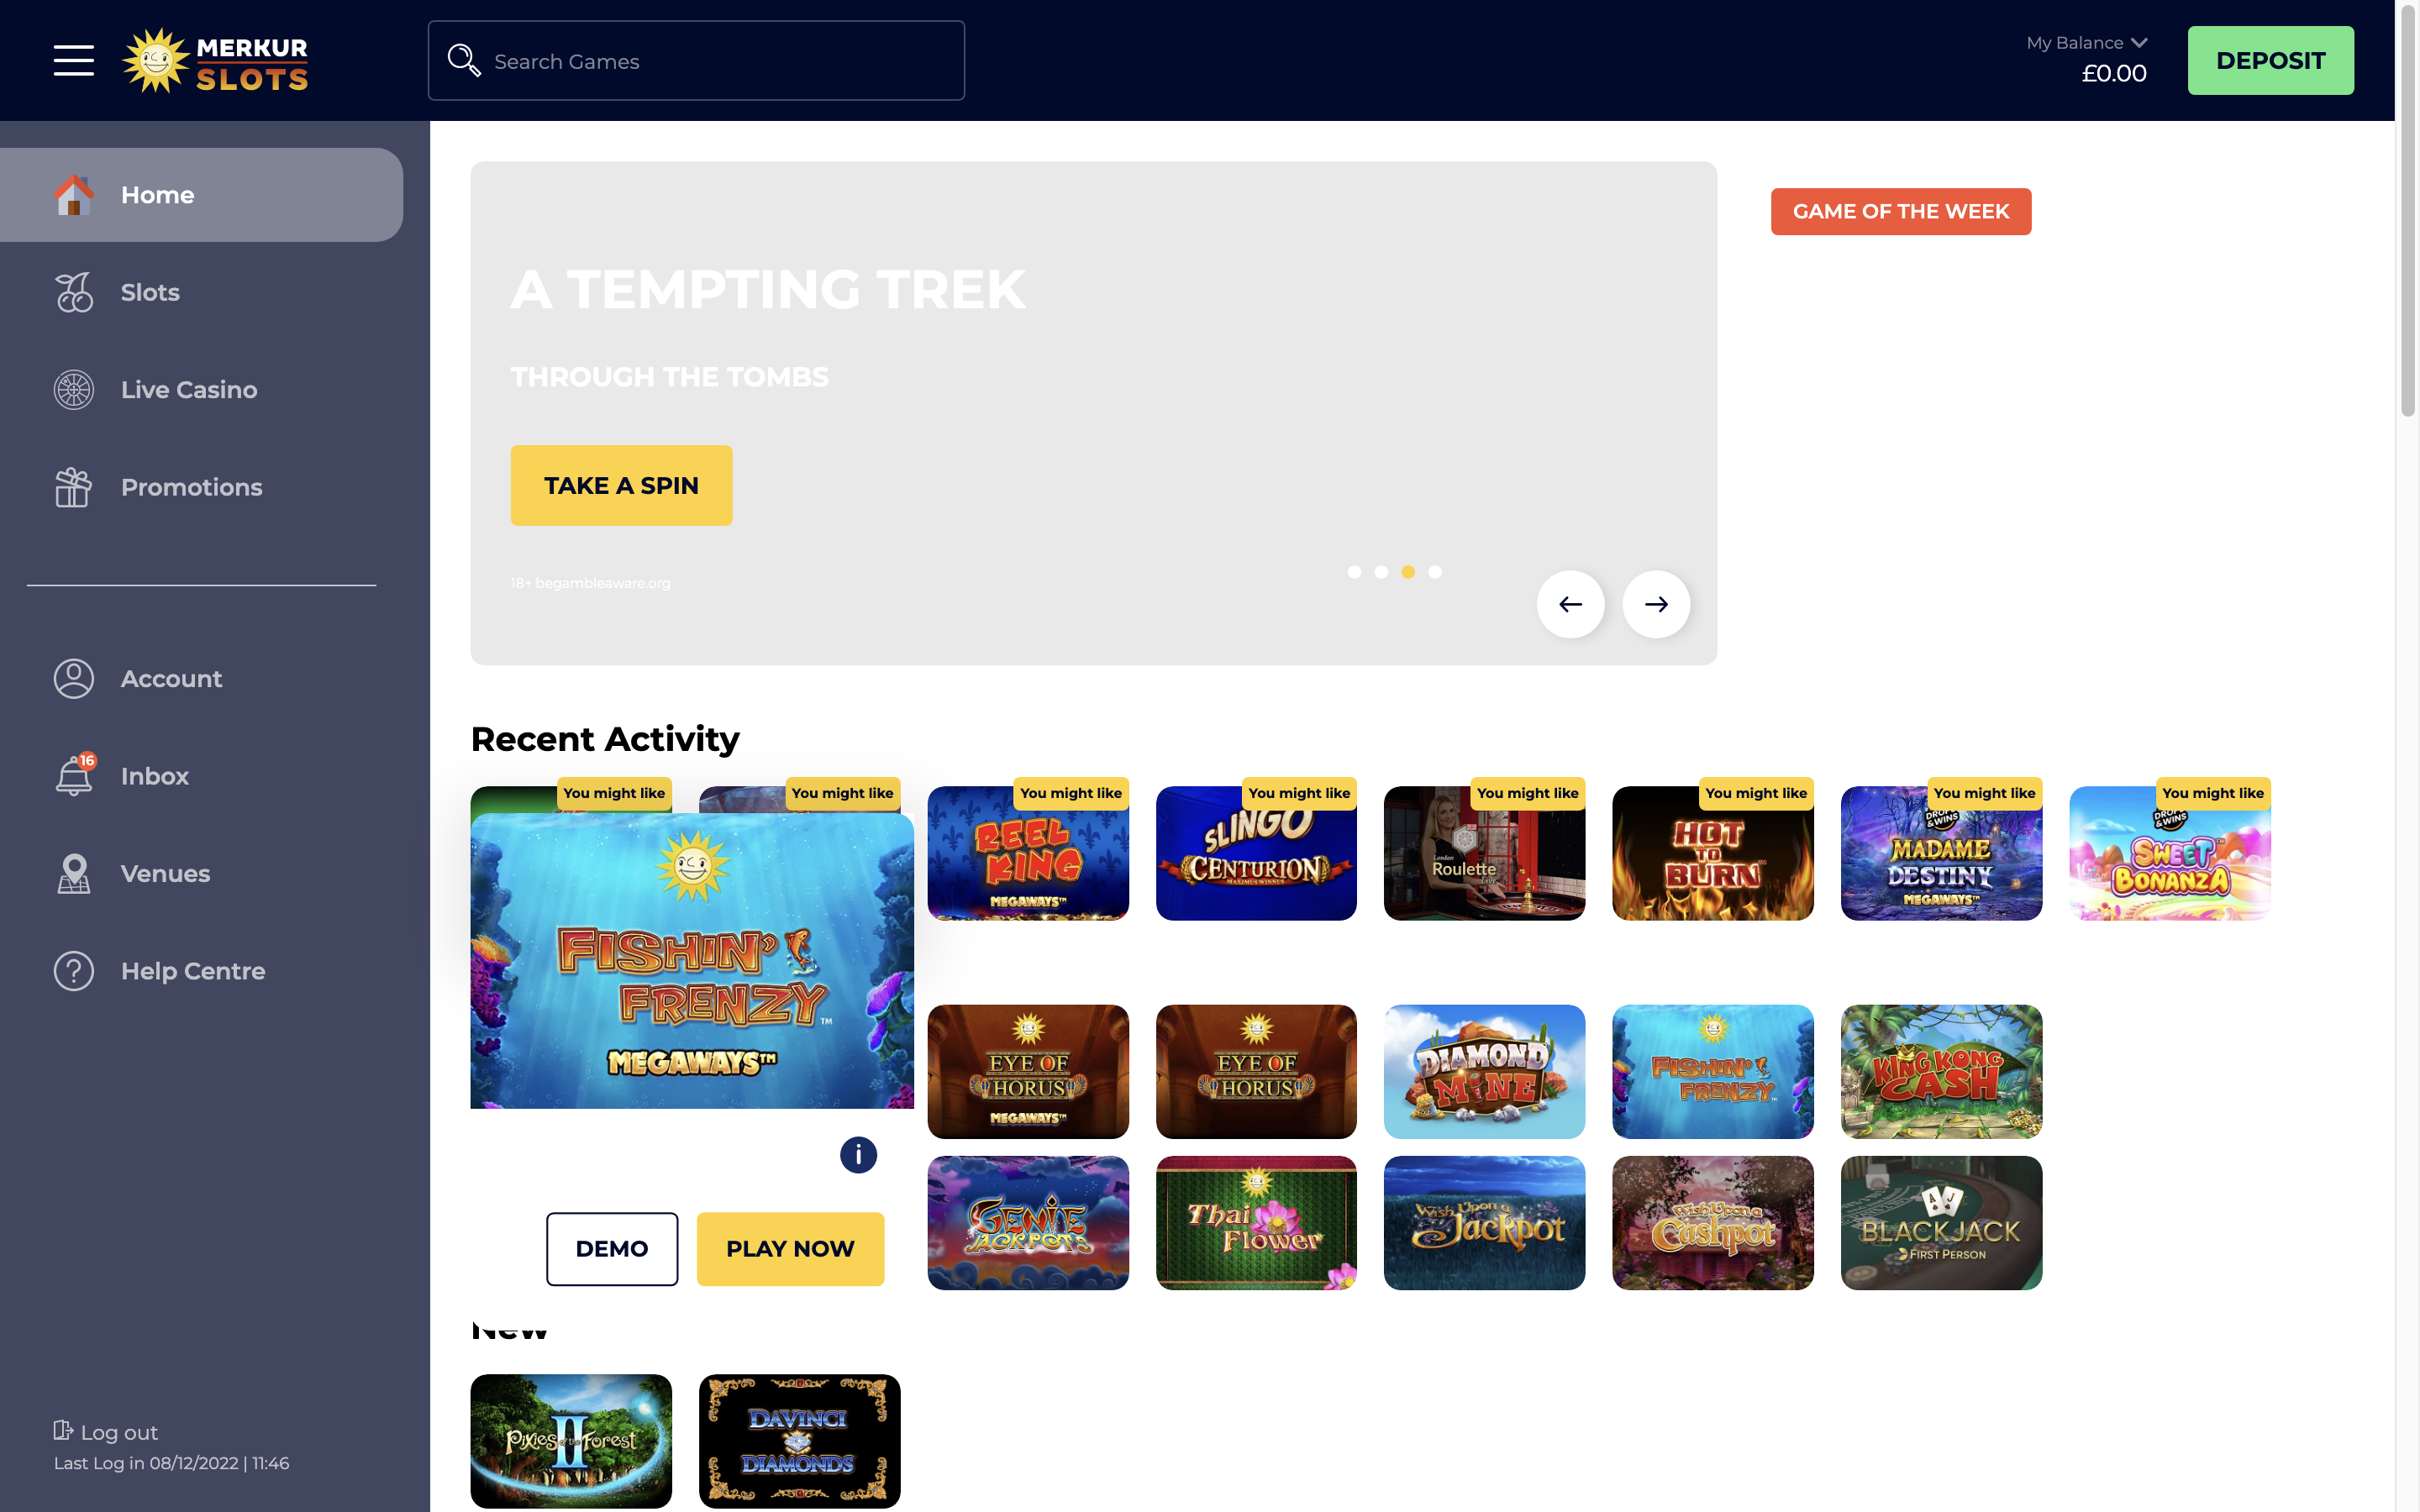 MERKUR
SLOTS
Search Games
My Balance
£0.00
DEPOSIT
Home
Slots
Live Casino
Promotions
Account
16
Inbox
Venues
Help Centre
Log out
Last Log in 08/12/2022 | 11:46
A TEMPTING TREK
THROUGH THE TOMBS
TAKE A SPIN
18+ begambleaware.org
GAME OF THE WEEK
Recent Activity
You might like
You might like
You might like
You might like
You might like
You might like
You might like
You might like
REEL
KING
MEGAWAYS™
SLINGO
CENTURION
MAXIMUS WINNUS
London
Roulette
HOT
TO
BURN™
DROPS
&WINS
MADAME
DESTINY
MEGAWAYS™
DROPS
&WINS
SWEET
BONANZA™
FISHIN'
FRENZY™
MEGAWAYS™
i
DEMO
PLAY NOW
EYE OF
HORUS
MEGAWAYS™
EYE OF
HORUS
DIAMOND
MINE
FISHIN'
FRENZY™
KING KONG
CASH
GENIE
JACKPOTS
Thai
Flower
Wish Upon a
Jackpot
Wish Upon a
Cashpot
A J
BLACKJACK
FIRST PERSON
New
Pixies of the Forest
II
DAVINCI
DIAMONDS